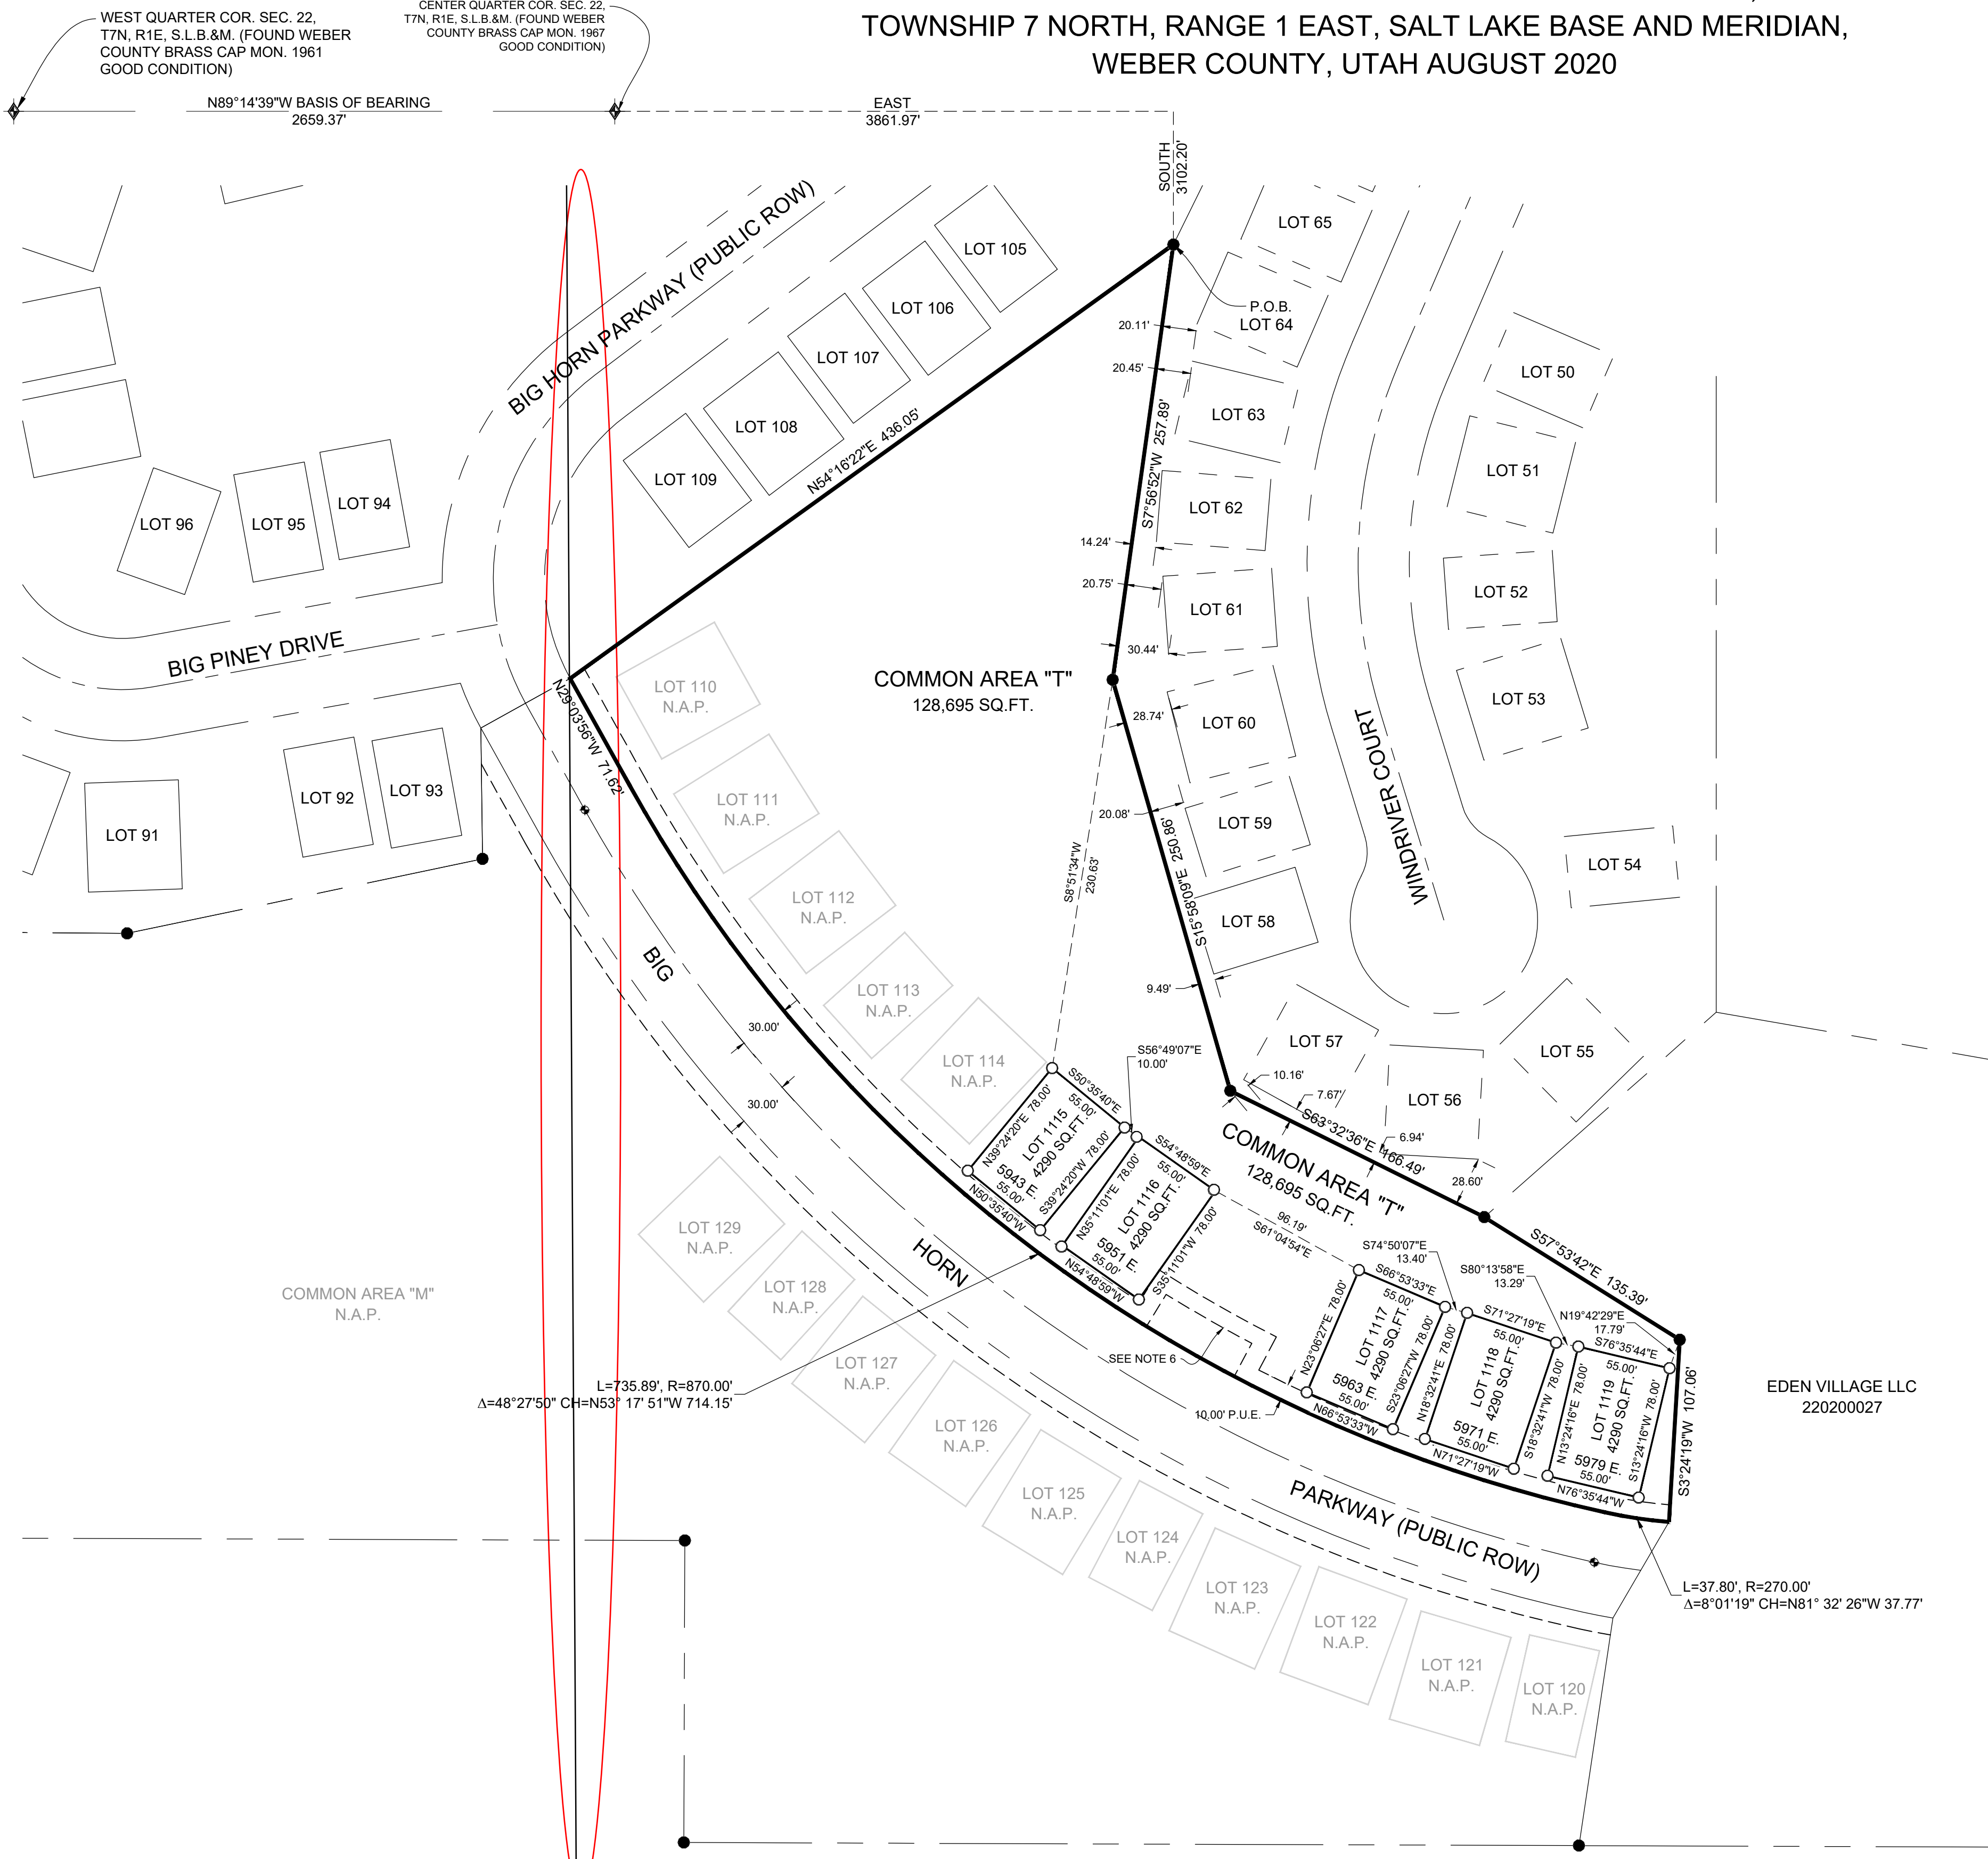 WEST QUARTER COR. SEC. 22,
T7N, R1E, S.L.B.&M. (FOUND WEBER
COUNTY BRASS CAP MON. 1961
GOOD CONDITION)
CENTER QUARTER COR. SEC. 22,
T7N, R1E, S.L.B.&M. (FOUND WEBER
COUNTY BRASS CAP MON. 1967
GOOD CONDITION)
TOWNSHIP 7 NORTH, RANGE 1 EAST, SALT LAKE BASE AND MERIDIAN,
WEBER COUNTY, UTAH AUGUST 2020
N89°14'39"W BASIS OF BEARING
2659.37'
EAST
3861.97'
SOUTH
3102.20'
BIG HORN PARKWAY (PUBLIC ROW)
LOT 105
LOT 106
LOT 107
LOT 108
LOT 109
N54°16'22"E 436.05'
LOT 65
P.O.B.
LOT 64
20.11'
20.45'
LOT 63
S7°56'52"W 257.89'
LOT 62
14.24'
20.75'
LOT 61
30.44'
LOT 50
LOT 51
LOT 52
LOT 53
LOT 54
LOT 96
LOT 95
LOT 94
BIG PINEY DRIVE
LOT 91
LOT 92
LOT 93
N29°03'56"W 71.62'
LOT 110
N.A.P.
LOT 111
N.A.P.
LOT 112
N.A.P.
LOT 113
N.A.P.
LOT 114
N.A.P.
COMMON AREA "T"
128,695 SQ.FT.
28.74'
LOT 60
20.08'
LOT 59
S15°58'09"E 250.86'
LOT 58
9.49'
WINDRIVER COURT
S8°51'34"W
230.63'
LOT 57
10.16'
7.67'
LOT 56
6.94'
28.60'
LOT 55
S63°32'36"E 166.49'
COMMON AREA "T"
128,695 SQ.FT.
S57°53'42"E 135.39'
BIG
30.00'
30.00'
HORN
PARKWAY (PUBLIC ROW)
S56°49'07"E
10.00'
S50°35'40"E
55.00'
N39°24'20"E 78.00'
LOT 1115
4290 SQ.FT.
5943 E.
55.00'
N50°35'40"W
S39°24'20"W 78.00'
S54°48'59"E
55.00'
N35°11'01"E 78.00'
LOT 1116
4290 SQ.FT.
5951 E.
55.00'
N54°48'59"W
S35°11'01"W 78.00'
96.19'
S61°04'54"E
S74°50'07"E
13.40'
S66°53'33"E
55.00'
N23°06'27"E 78.00'
LOT 1117
4290 SQ.FT.
5963 E.
55.00'
N66°53'33"W
S23°06'27"W 78.00'
S80°13'58"E
13.29'
S71°27'19"E
55.00'
N18°32'41"E 78.00'
LOT 1118
4290 SQ.FT.
5971 E.
55.00'
N71°27'19"W
S18°32'41"W 78.00'
N19°42'29"E
17.79'
S76°35'44"E
55.00'
N13°24'16"E 78.00'
LOT 1119
4290 SQ.FT.
5979 E.
55.00'
N76°35'44"W
S13°24'16"W 78.00'
S3°24'19"W 107.06'
EDEN VILLAGE LLC
220200027
SEE NOTE 6
10.00' P.U.E.
COMMON AREA "M"
N.A.P.
LOT 129
N.A.P.
LOT 128
N.A.P.
LOT 127
N.A.P.
L=735.89', R=870.00'
Δ=48°27'50" CH=N53° 17' 51"W 714.15'
LOT 126
N.A.P.
LOT 125
N.A.P.
LOT 124
N.A.P.
LOT 123
N.A.P.
LOT 122
N.A.P.
LOT 121
N.A.P.
LOT 120
N.A.P.
L=37.80', R=270.00'
Δ=8°01'19" CH=N81° 32' 26"W 37.77'